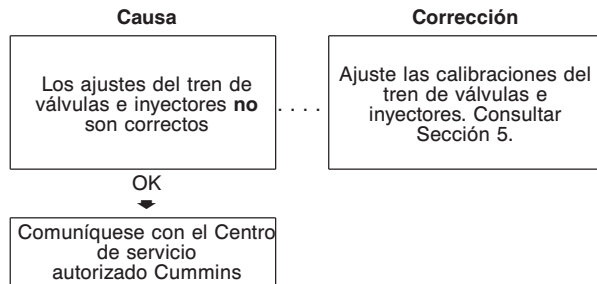 Causa
Corrección
Los ajustes del tren de
válvulas e inyectores no
son correctos
. . . .
Ajuste las calibraciones del
tren de válvulas e
inyectores. Consultar
Sección 5.
OK
Comuníquese con el Centro
de servicio
autorizado Cummins